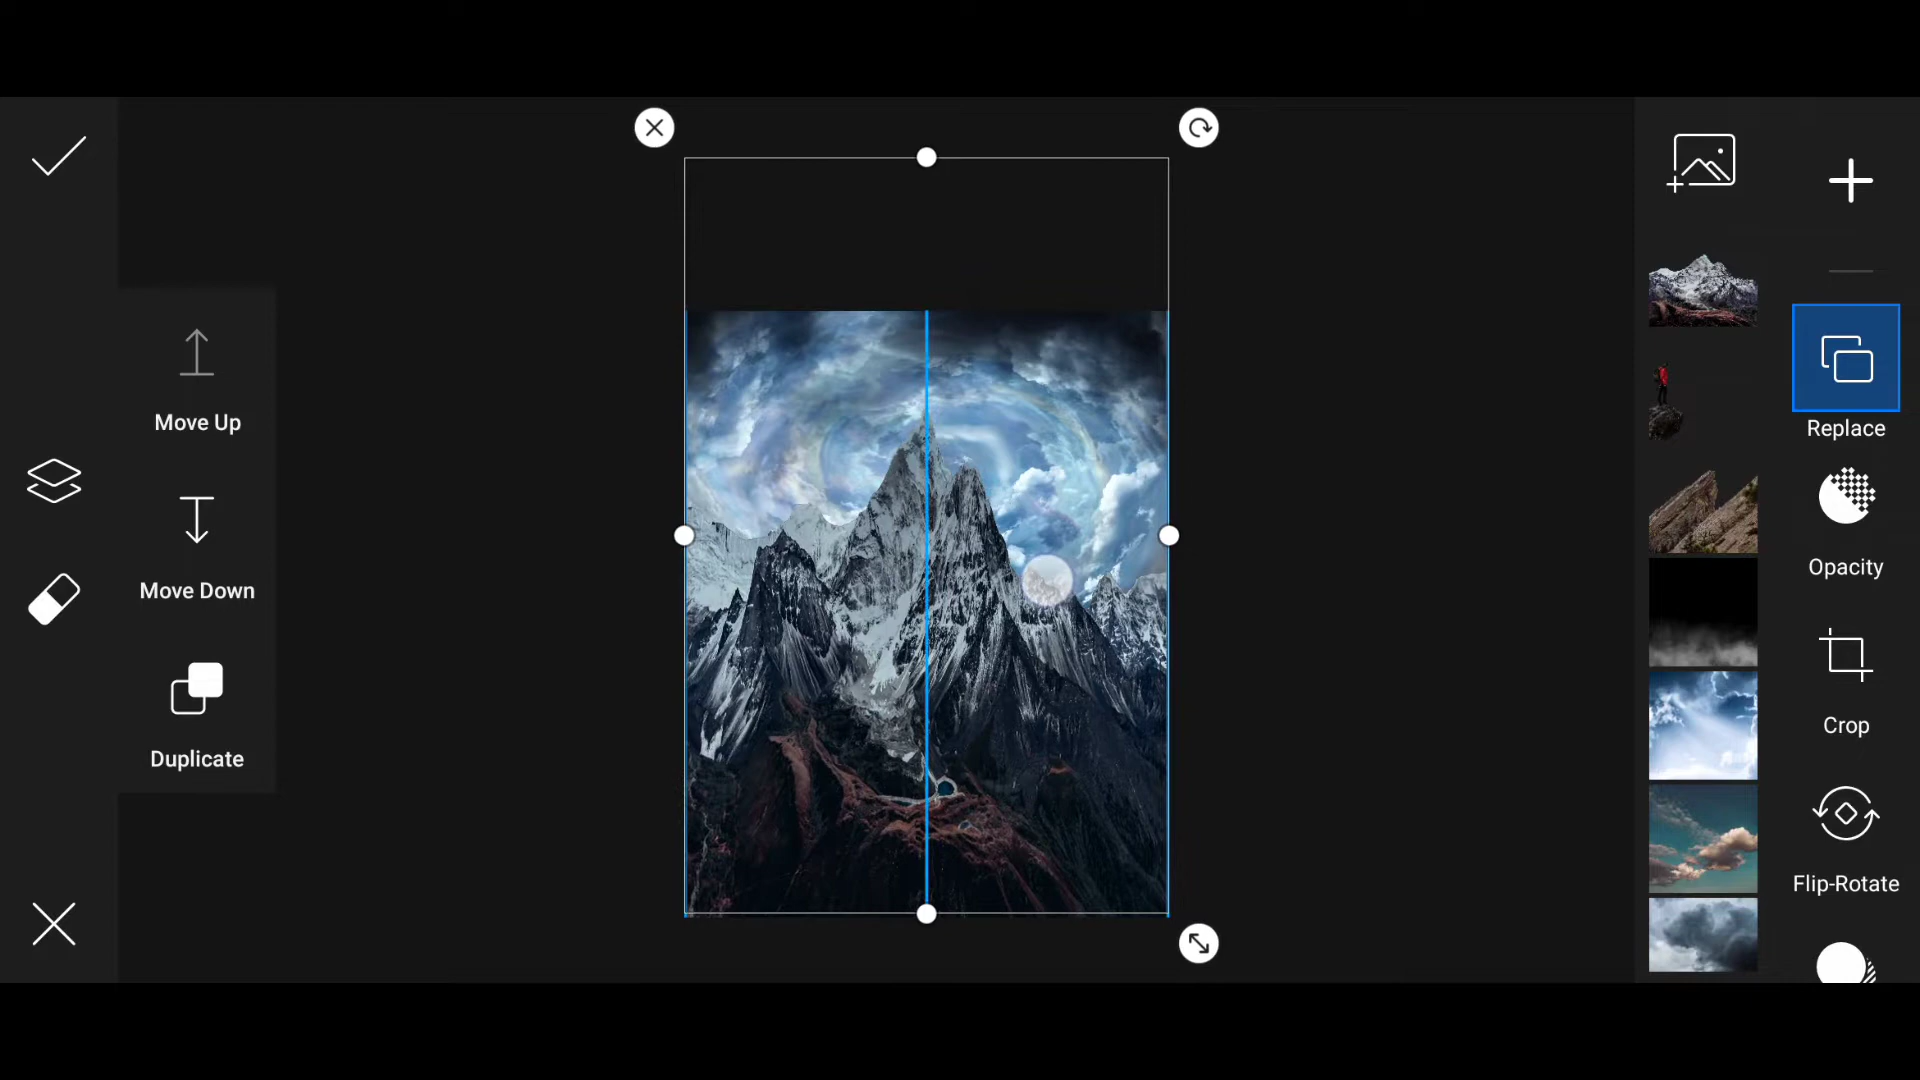 Move Up
Move Down
Duplicate
Replace
Opacity
Crop
Flip-Rotate